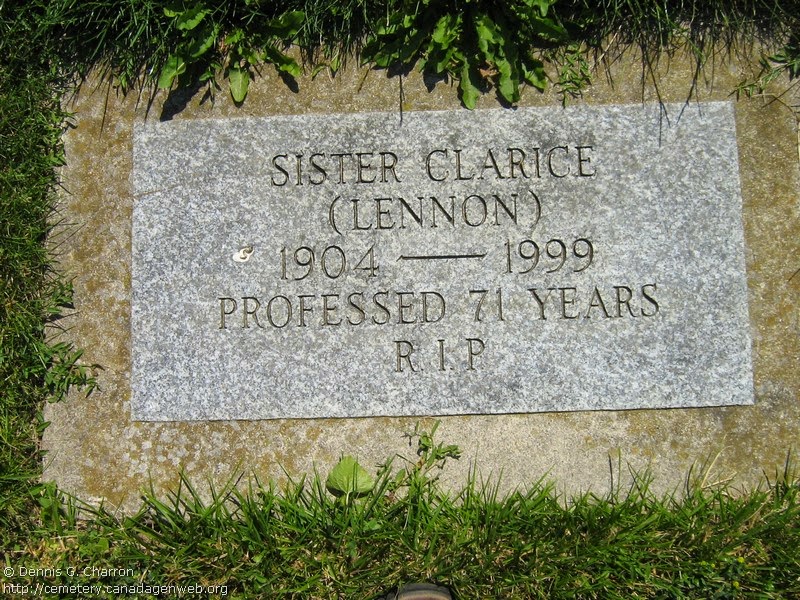 SISTER CLARICE
(LENNON)
1904 — 1999
PROFESSED 71 YEARS
R I P
© Dennis G. Charron
http://cemetery.canadagenweb.org